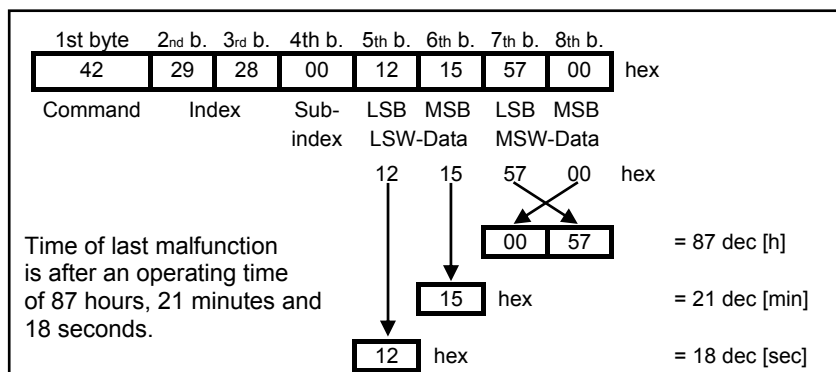 1st byte 2nd b. 3rd b. 4th b. 5th b. 6th b. 7th b. 8th b.
42 29 28 00 12 15 57 00 hex
Command Index Sub- LSB MSB LSB MSB
index LSW-Data MSW-Data
12 15 57 00 hex
00 57 = 87 dec [h]
Time of last malfunction
is after an operating time
of 87 hours, 21 minutes and
18 seconds.
15 hex = 21 dec [min]
12 hex = 18 dec [sec]